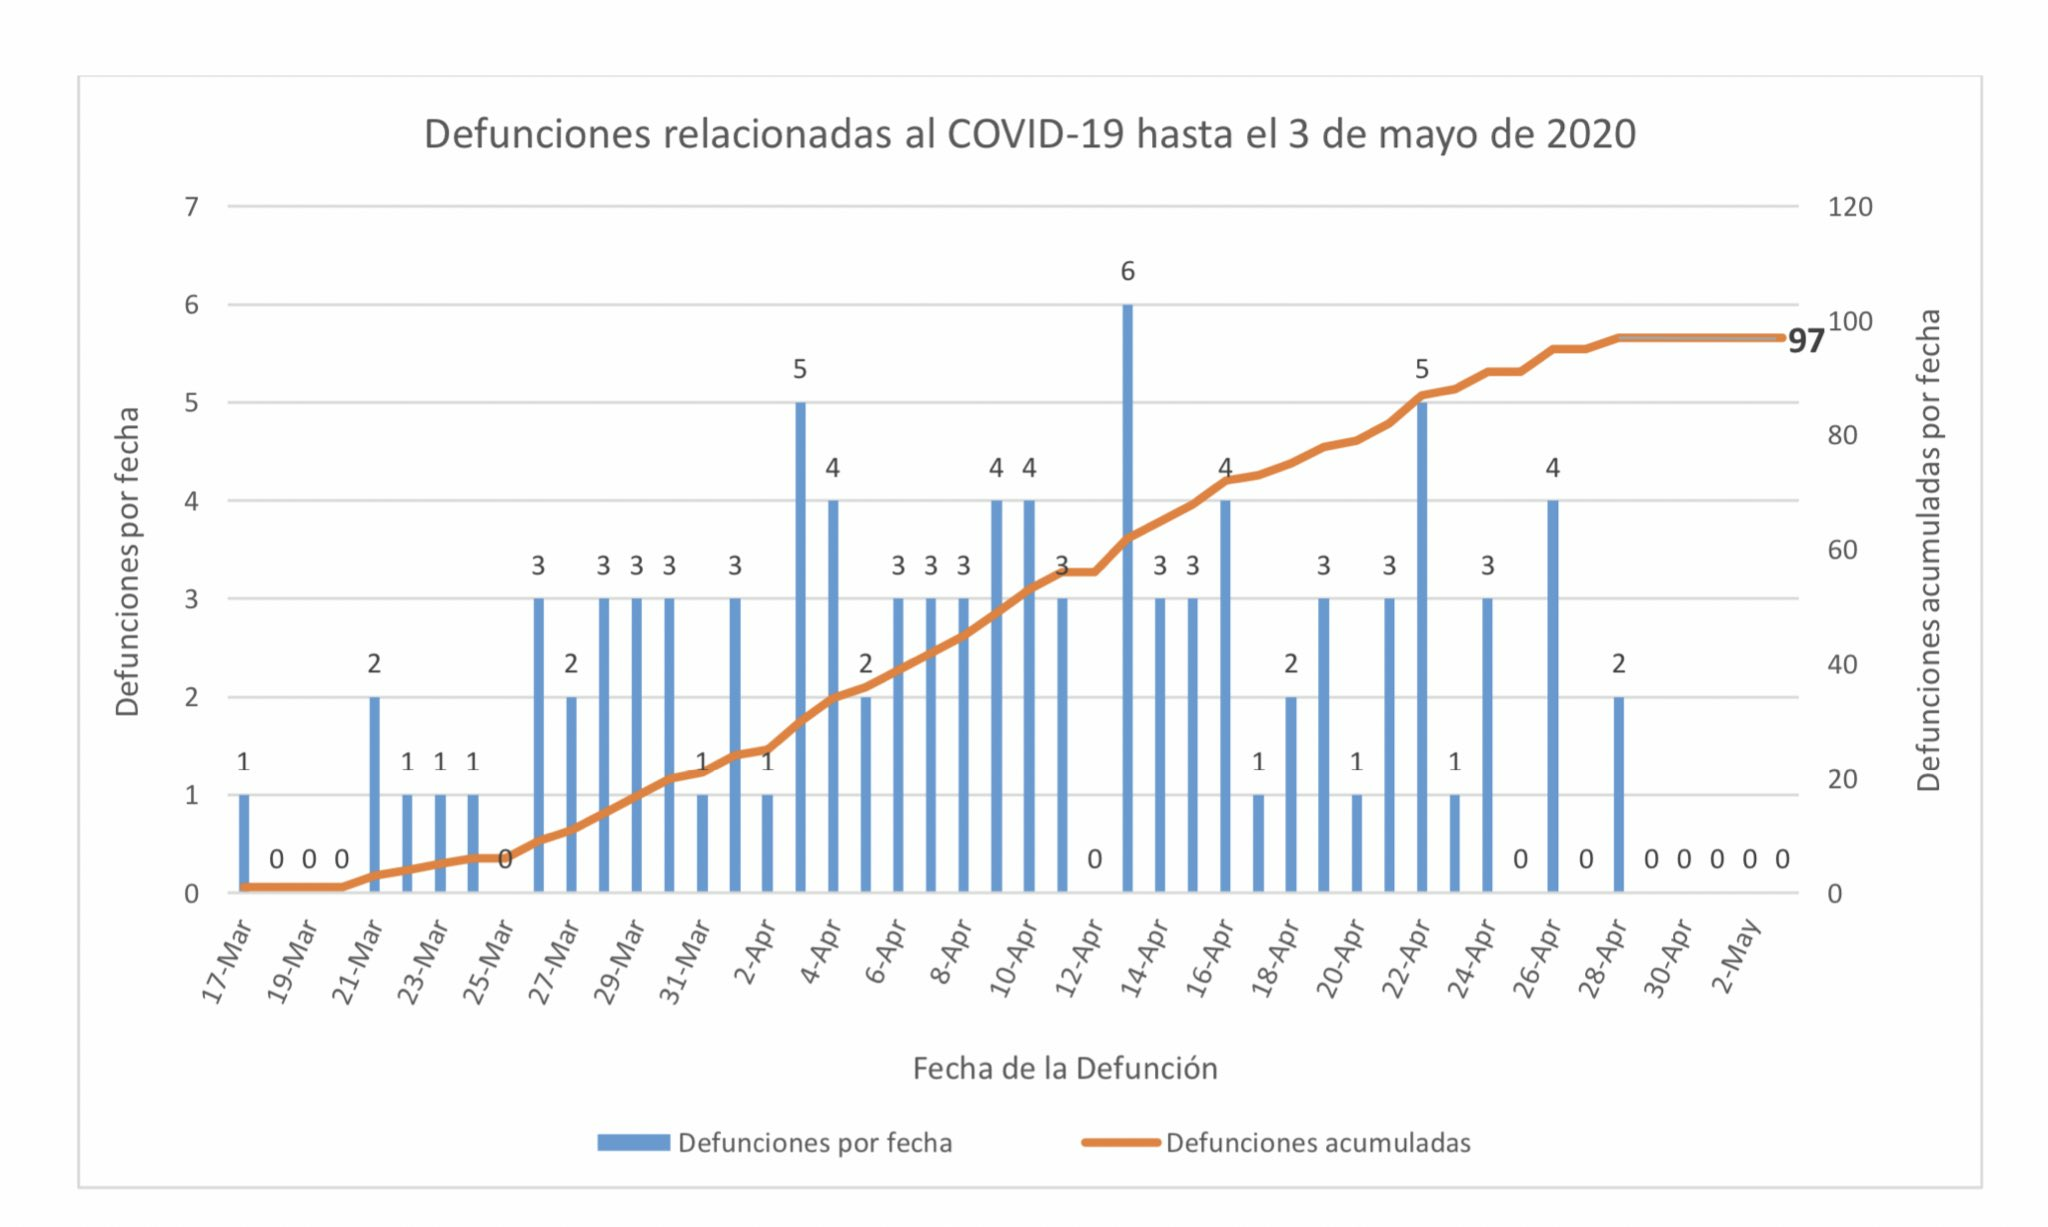 Defunciones relacionadas al COVID-19 hasta el 3 de mayo de 2020
7
6
5
4
3
2
1
0
Defunciones por fecha
1
0
0
0
2
1
1
1
0
3
2
3
3
3
1
3
1
5
4
2
3
3
3
4
4
3
0
6
3
3
4
1
2
3
1
3
5
1
3
0
4
0
2
0
0
0
0
0
97
120
100
80
60
40
20
0
Defunciones acumuladas por fecha
17-Mar
19-Mar
21-Mar
23-Mar
25-Mar
27-Mar
29-Mar
31-Mar
2-Apr
4-Apr
6-Apr
8-Apr
10-Apr
12-Apr
14-Apr
16-Apr
18-Apr
20-Apr
22-Apr
24-Apr
26-Apr
28-Apr
30-Apr
2-May
Fecha de la Defunción
Defunciones por fecha
Defunciones acumuladas